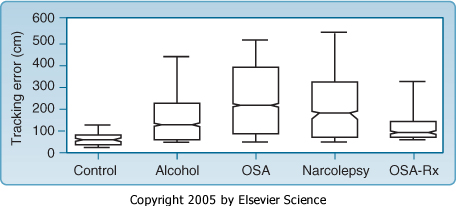 Tracking error (cm)
600
500
400
300
200
100
0
Control Alcohol OSA Narcolepsy OSA-Rx
Copyright 2005 by Elsevier Science